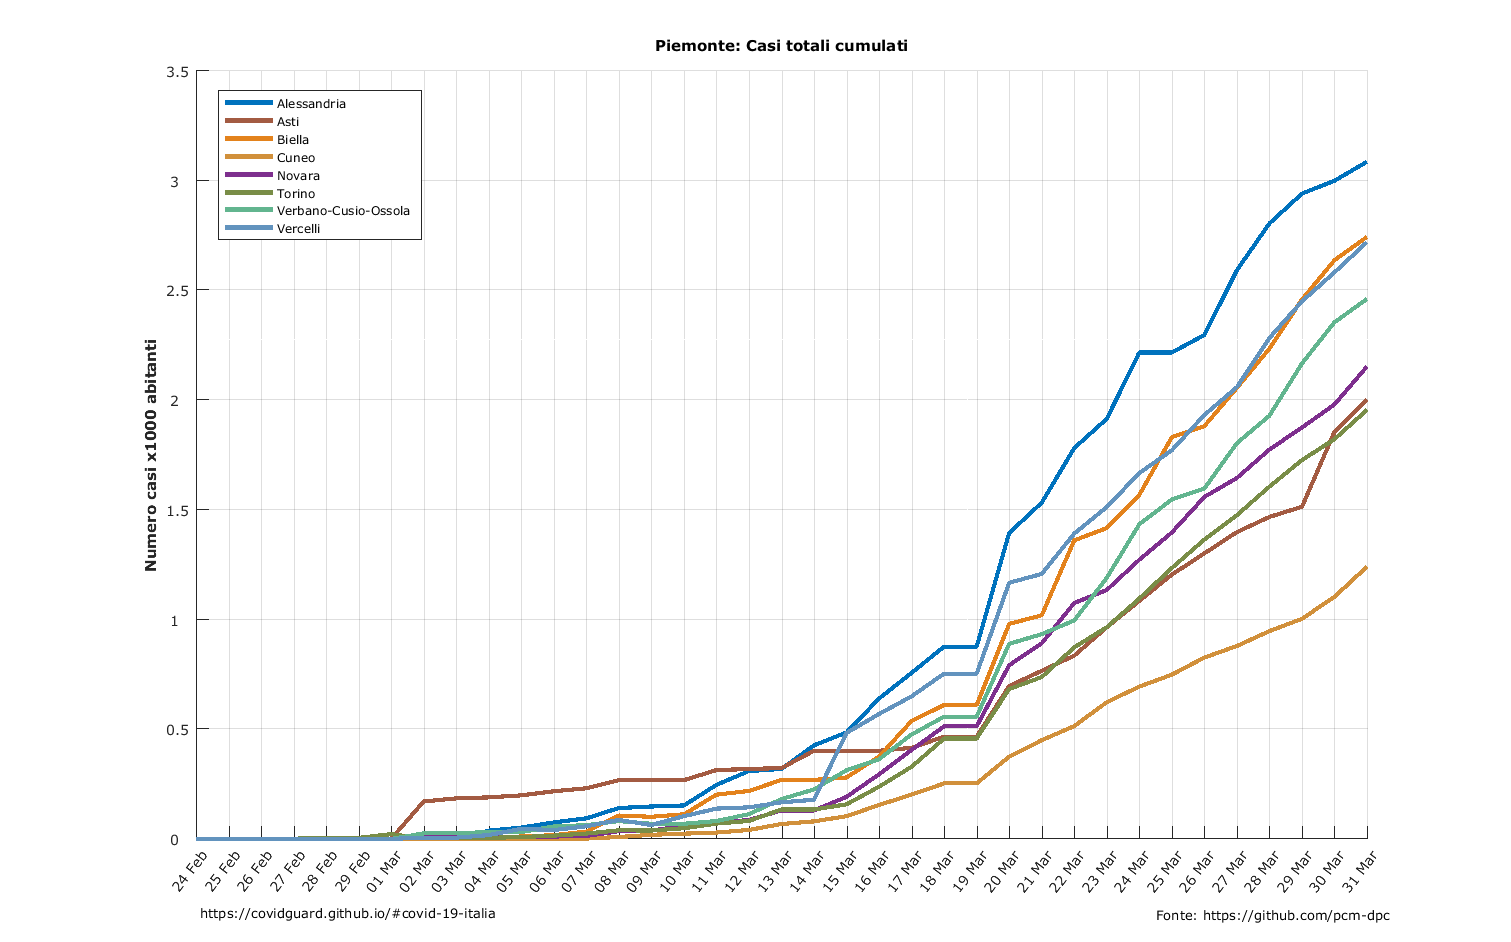 Piemonte: Casi totali cumulati
Numero casi x1000 abitanti
3.5
3
2.5
2
1.5
1
0.5
0
Alessandria
Asti
Biella
Cuneo
Novara
Torino
Verbano-Cusio-Ossola
Vercelli
24 Feb
25 Feb
26 Feb
27 Feb
28 Feb
29 Feb
01 Mar
02 Mar
03 Mar
04 Mar
05 Mar
06 Mar
07 Mar
08 Mar
09 Mar
10 Mar
11 Mar
12 Mar
13 Mar
14 Mar
15 Mar
16 Mar
17 Mar
18 Mar
19 Mar
20 Mar
21 Mar
22 Mar
23 Mar
24 Mar
25 Mar
26 Mar
27 Mar
28 Mar
29 Mar
30 Mar
31 Mar
https://covidguard.github.io/#covid-19-italia
Fonte: https://github.com/pcm-dpc